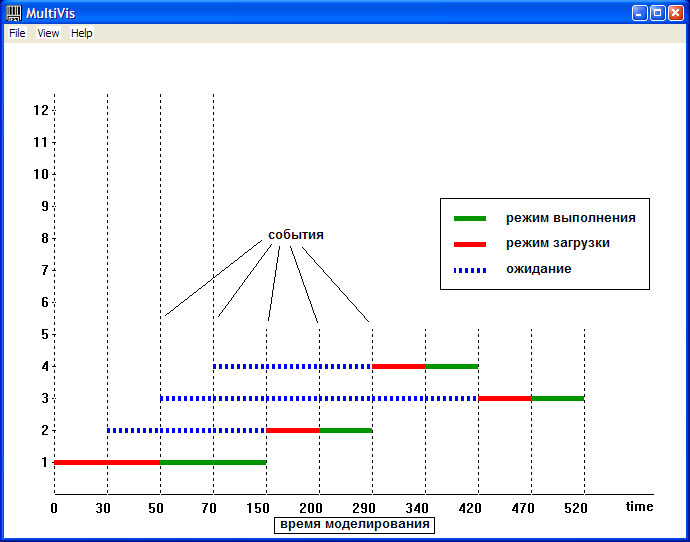 MultiVis
File View Help
12
11
10
9
8
события
7
6
5
4
3
2
1
режим выполнения
режим загрузки
ожидание
0 30 50 70 150 200 290 340 420 470 520 time
время моделирования